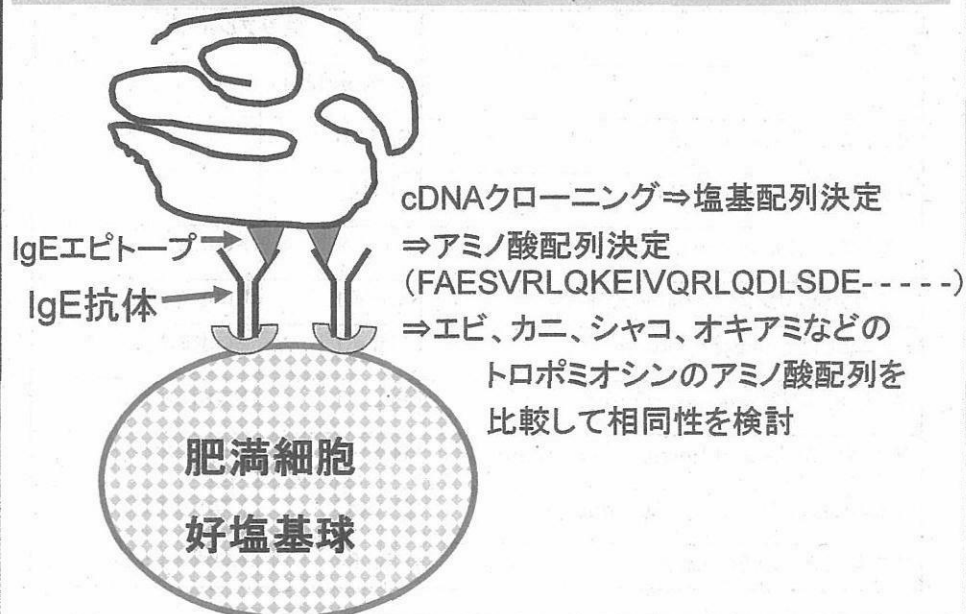 cDNAクローニング⇒塩基配列決定
IgEエピトープ
⇒アミノ酸配列決定
(FAESVRLQKEIVQRLQDLSDE-----)
IgE抗体
⇒エビ、カニ、シャコ、オキアミなどの
トロポミオシンのアミノ酸配列を
比較して相同性を検討
肥満細胞
好塩基球